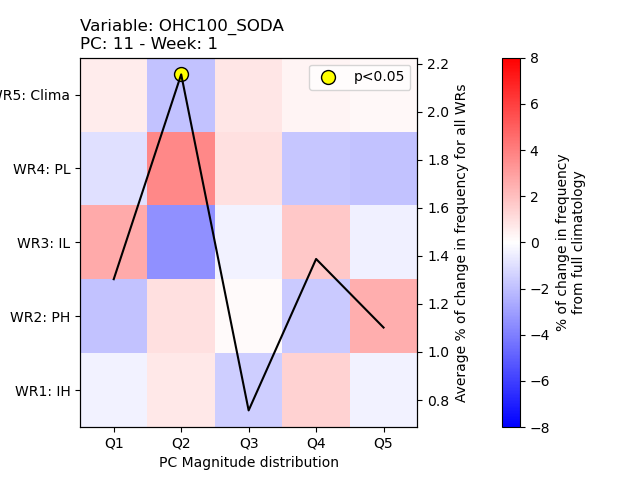 Variable: OHC100_SODA
PC: 11 - Week: 1
p<0.05
WR5: Clima
WR4: PL
WR3: IL
WR2: PH
WR1: IH
Q1 Q2 Q3 Q4 Q5
PC Magnitude distribution
2.2
2.0
1.8
1.6
1.4
1.2
1.0
0.8
Average % of change in frequency for all WRs
8
6
4
2
0
−2
−4
−6
−8
% of change in frequency
from full climatology